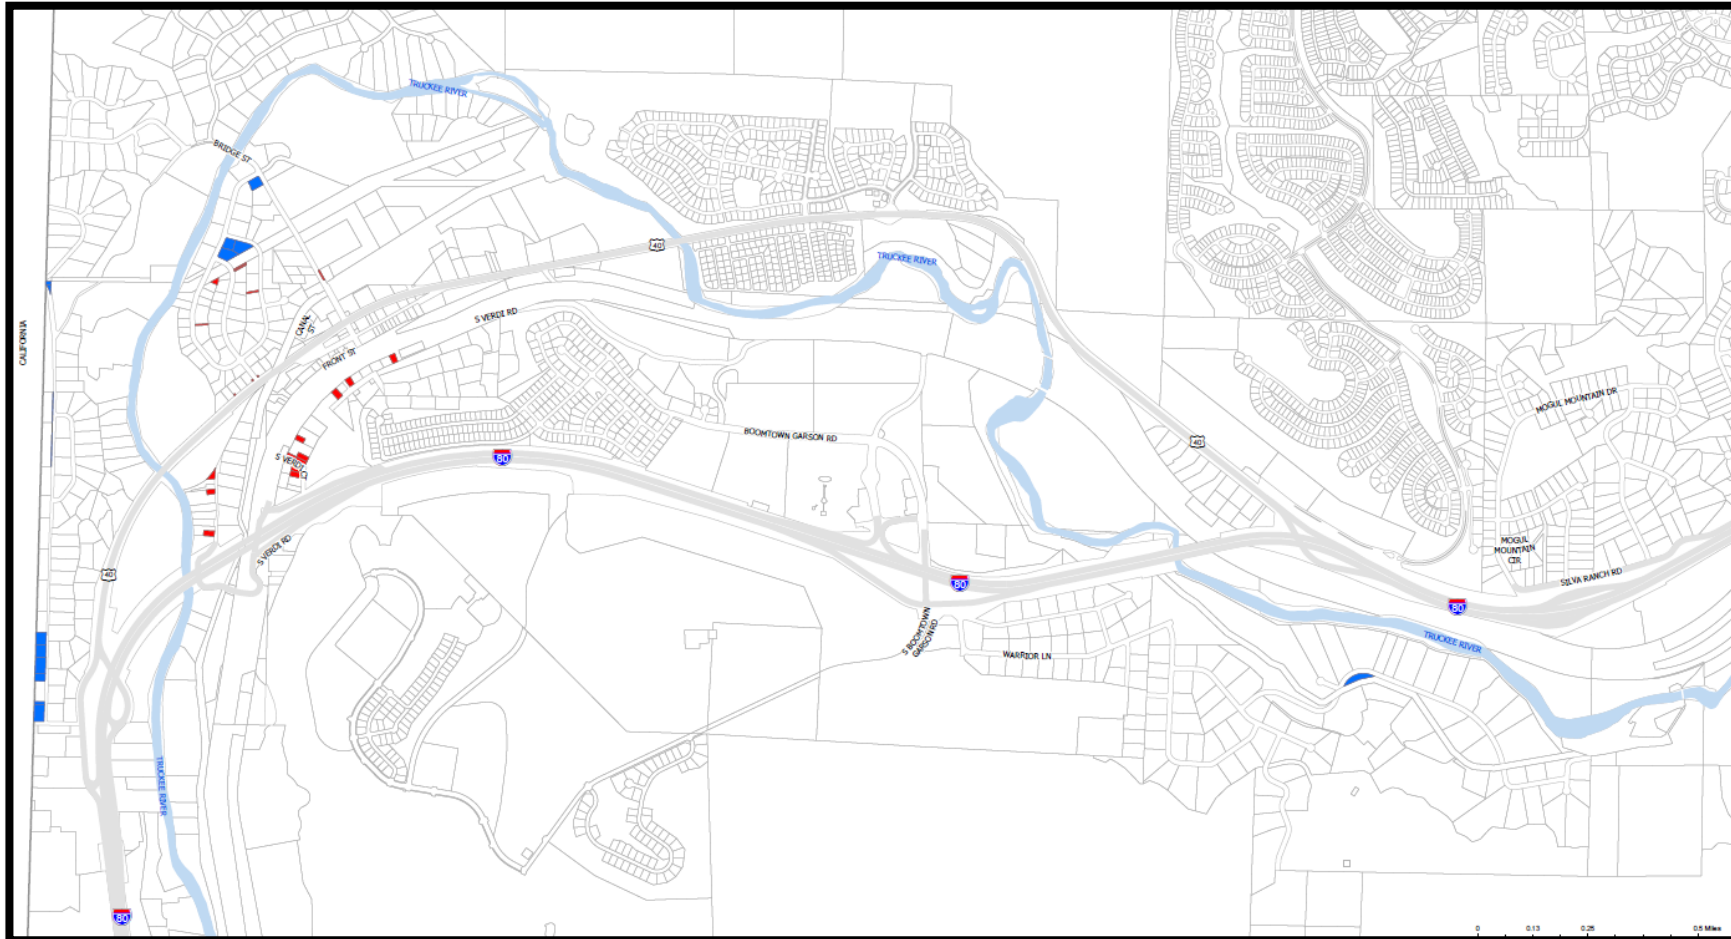 TRUCKEE RIVER
BRIDGE ST
40
TRUCKEE RIVER
CALIFORNIA
CANAL
ST
S VERDI RD
FRONT ST
MOGUL MOUNTAIN DR
BOOMTOWN GARSON RD
40
80
S VERDI
CT
MOGUL
MOUNTAIN
CIR
S VERDI RD
40
80
SILVA RANCH RD
80
S BOOMTOWN
GARSON RD
WARRIOR LN
TRUCKEE RIVER
TRUCKEE RIVER
80
0 0.13 0.25 0.5 Miles